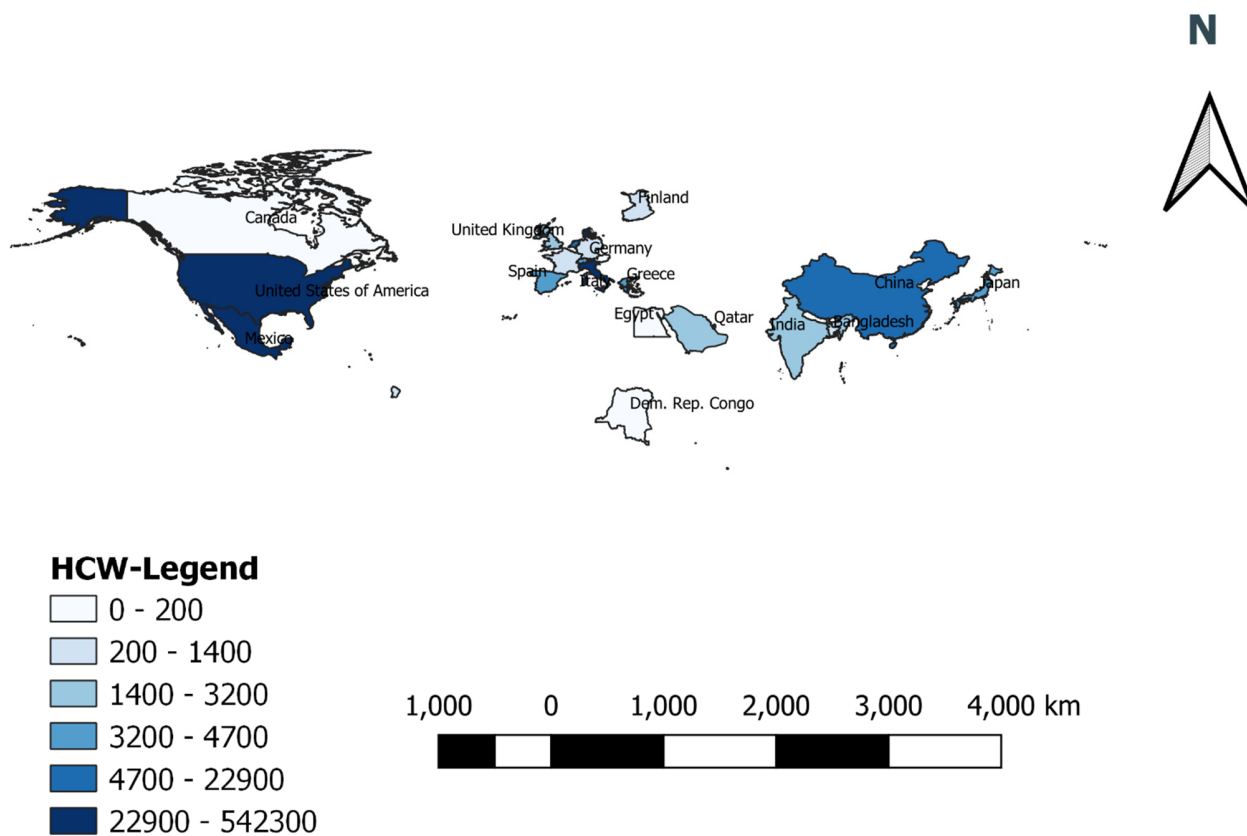 N
Finland
Canada
United Kingdom
Germany
Spain
Italy
Greece
China
Japan
United States of America
Egypt
Qatar
India
Bangladesh
Mexico
Dem. Rep. Congo
HCW-Legend
0 - 200
200 - 1400
1400 - 3200
3200 - 4700
4700 - 22900
22900 - 542300
1,000 0 1,000 2,000 3,000 4,000 km